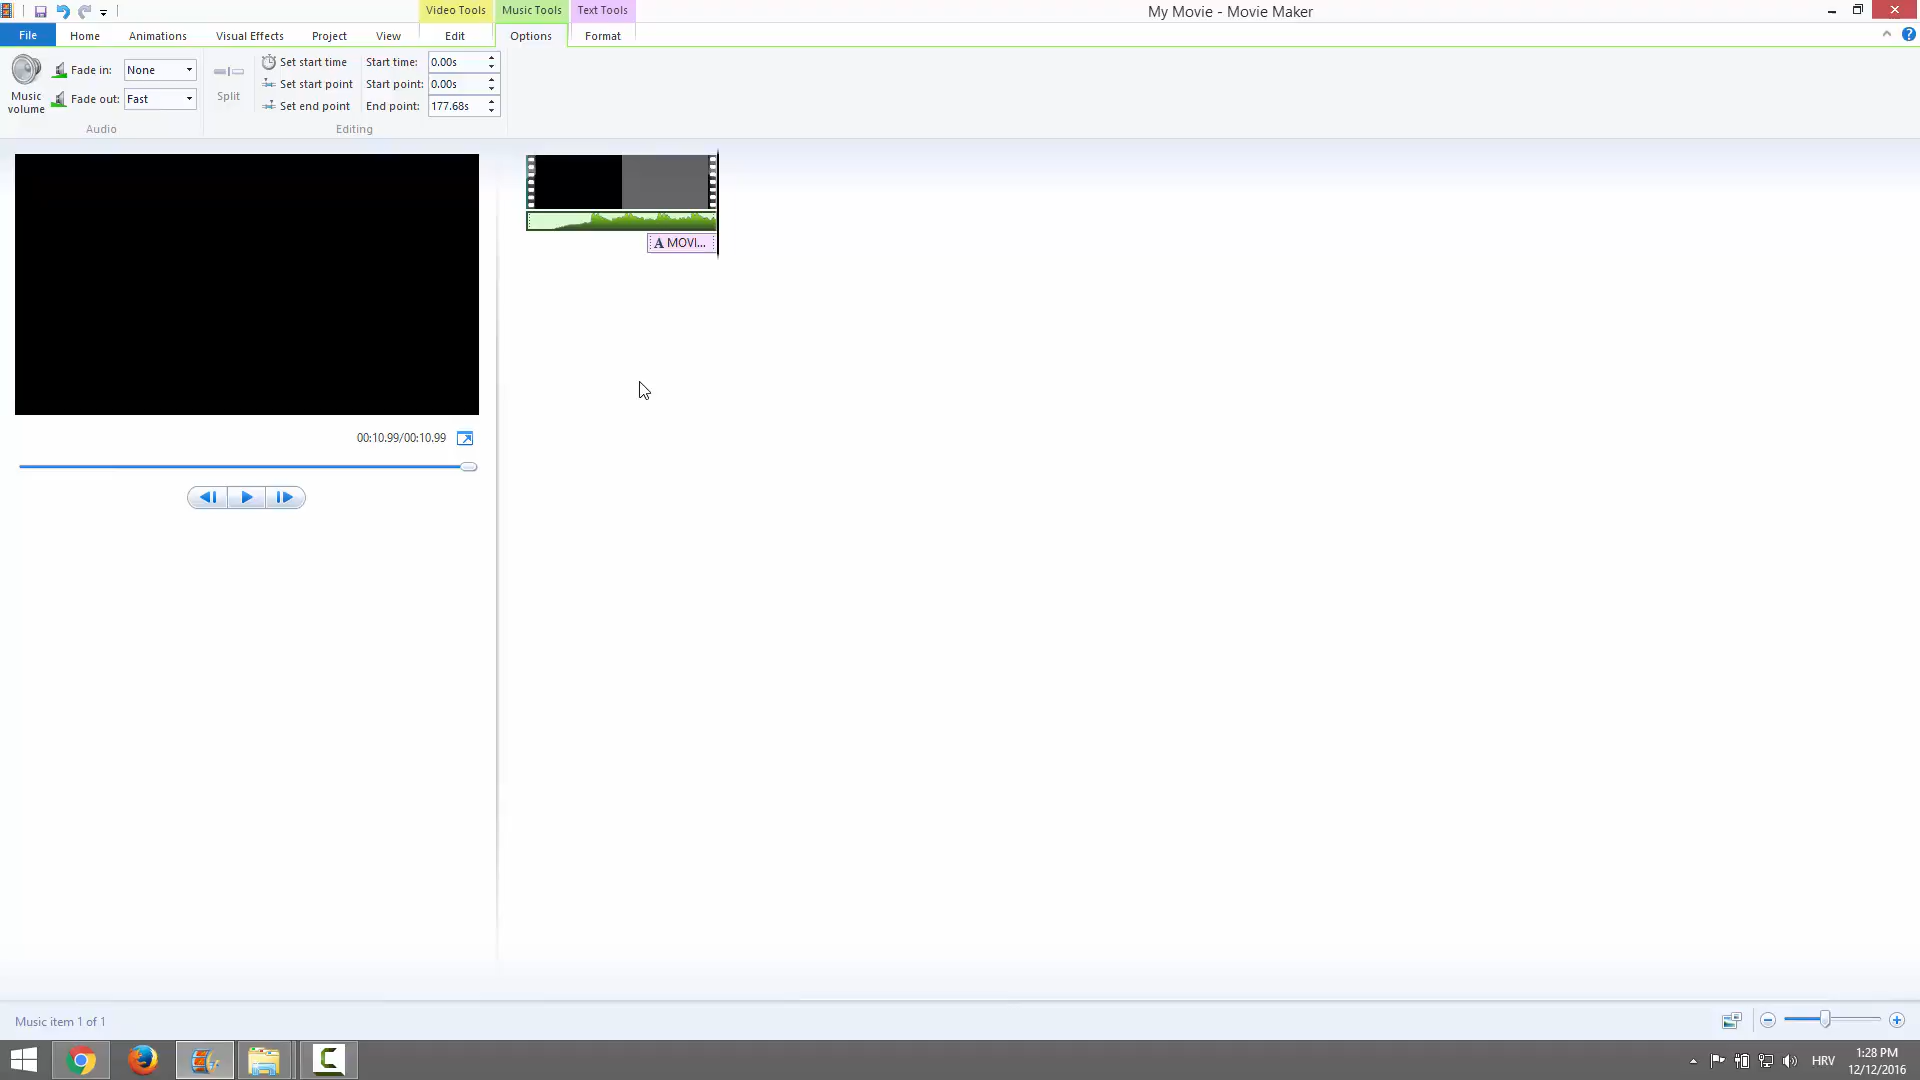 Video Tools Music Tools Text Tools My Movie - Movie Maker
File Home Animations Visual Effects Project View Edit Options Format
Music volume
Fade in: None
Fade out: Fast
Audio
Split
Set start time Start time: 0.00s
Set start point Start point: 0.00s
Set end point End point: 177.68s
Editing
A MOVI...
00:10.99/00:10.99
Music item 1 of 1
HRV
1:28 PM
12/12/2016